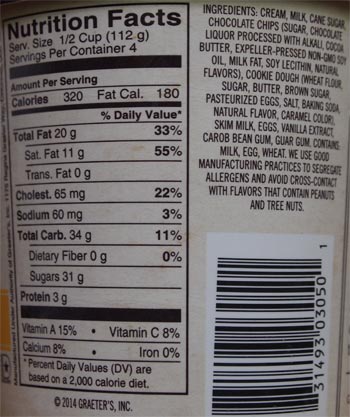 Nutrition Facts
Serv. Size 1/2 Cup (112 g)
Servings Per Container 4
Amount Per Serving
Calories 320 Fat Cal. 180
% Daily Value*
Total Fat 20 g 33%
Sat. Fat 11 g 55%
Trans. Fat 0 g
Cholest. 65 mg 22%
Sodium 60 mg 3%
Total Carb. 34 g 11%
Dietary Fiber 0 g 0%
Sugars 31 g
Protein 3 g
Vitamin A 15% • Vitamin C 8%
Calcium 8% • Iron 0%
*Percent Daily Values (DV) are
based on a 2,000 calorie diet.
© 2014 GRAETER'S, INC.
INGREDIENTS: CREAM, MILK, CANE SUGAR,
CHOCOLATE CHIPS (SUGAR, CHOCOLATE
LIQUOR PROCESSED WITH ALKALI, COCOA
BUTTER, EXPELLER-PRESSED NON-GMO SOY
OIL, MILK FAT, SOY LECITHIN, NATURAL
FLAVORS), COOKIE DOUGH (WHEAT FLOUR,
SUGAR, BUTTER, BROWN SUGAR,
PASTEURIZED EGGS, SALT, BAKING SODA,
NATURAL FLAVOR, CARAMEL COLOR),
SKIM MILK, EGGS, VANILLA EXTRACT,
CAROB BEAN GUM, GUAR GUM. CONTAINS:
MILK, EGG, WHEAT. WE USE GOOD
MANUFACTURING PRACTICES TO SEGREGATE
ALLERGENS AND AVOID CROSS-CONTACT
WITH FLAVORS THAT CONTAIN PEANUTS
AND TREE NUTS.
31493 03050 1